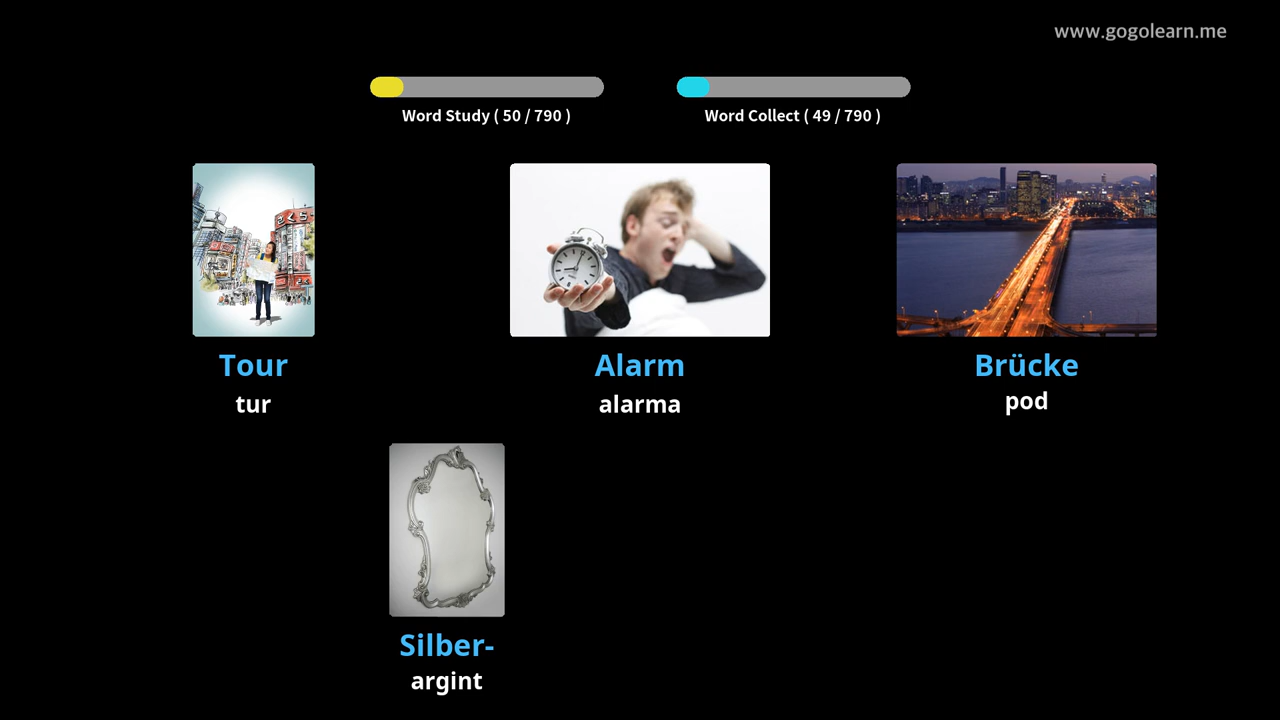 www.gogolearn.me
Word Study ( 50 / 790 )
Word Collect ( 49 / 790 )
Tour
tur
Alarm
alarma
Brücke
pod
Silber-
argint